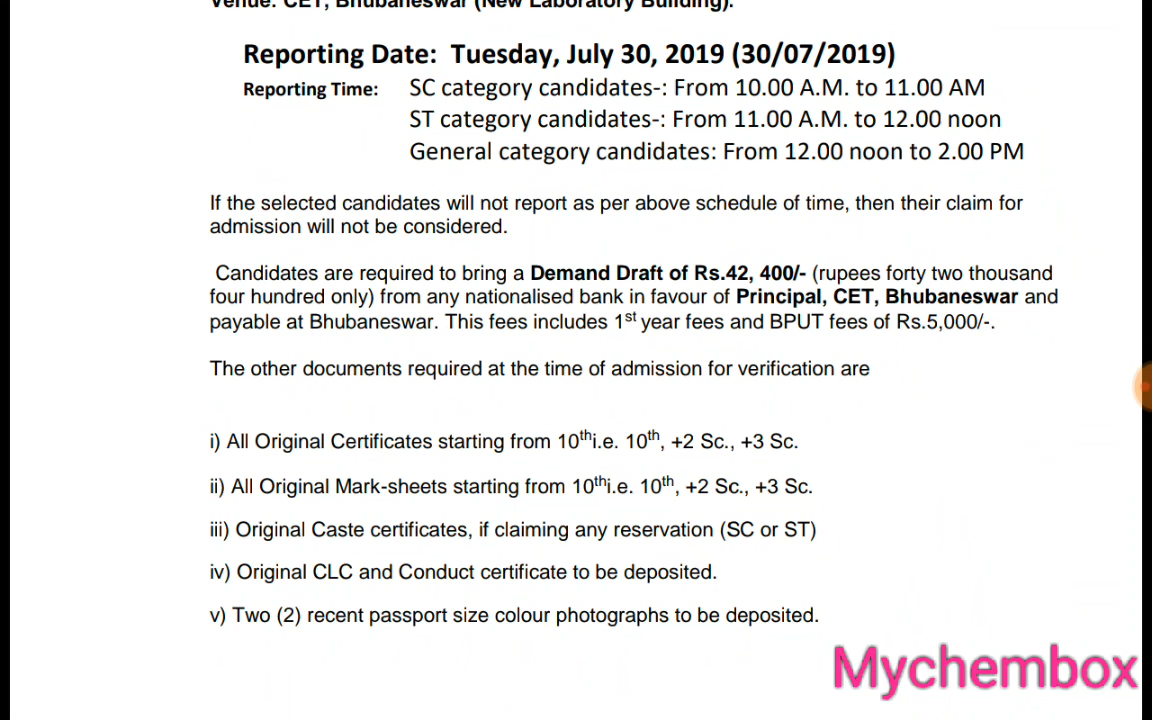 Venue: CET, Bhubaneswar (New Laboratory Building).
Reporting Date: Tuesday, July 30, 2019 (30/07/2019)
Reporting Time: SC category candidates-: From 10.00 A.M. to 11.00 AM
ST category candidates-: From 11.00 A.M. to 12.00 noon
General category candidates: From 12.00 noon to 2.00 PM
If the selected candidates will not report as per above schedule of time, then their claim for
admission will not be considered.
Candidates are required to bring a Demand Draft of Rs.42, 400/- (rupees forty two thousand
four hundred only) from any nationalised bank in favour of Principal, CET, Bhubaneswar and
payable at Bhubaneswar. This fees includes 1st year fees and BPUT fees of Rs.5,000/-.
The other documents required at the time of admission for verification are
i) All Original Certificates starting from 10thi.e. 10th, +2 Sc., +3 Sc.
ii) All Original Mark-sheets starting from 10thi.e. 10th, +2 Sc., +3 Sc.
iii) Original Caste certificates, if claiming any reservation (SC or ST)
iv) Original CLC and Conduct certificate to be deposited.
v) Two (2) recent passport size colour photographs to be deposited.
Mychembox